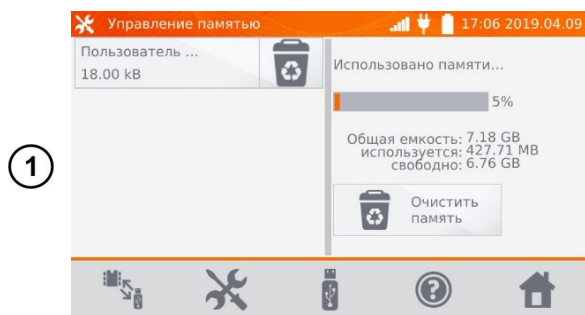 Управление памятью
17:06 2019.04.09
Пользователь ...
18.00 kB
Использовано памяти...
5%
Общая емкость: 7.18 GB
используется: 427.71 MB
свободно: 6.76 GB
Очистить
память
1